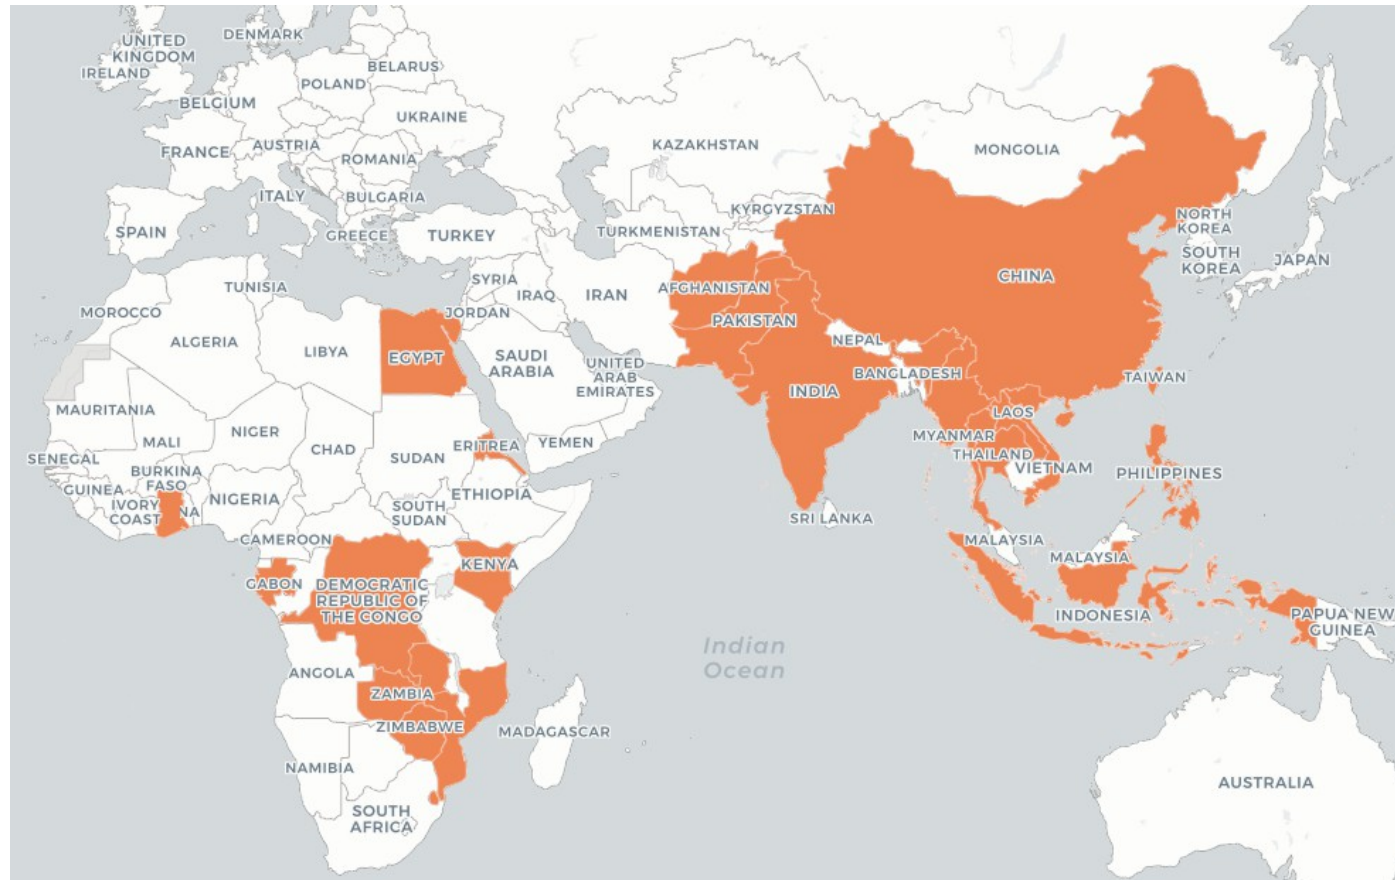 UNITED
KINGDOM
IRELAND
DENMARK
BELARUS
POLAND
BELGIUM
UKRAINE
FRANCE
AUSTRIA
ROMANIA
ITALY
BULGARIA
SPAIN
GREECE
TURKEY
KAZAKHSTAN
MONGOLIA
KYRGYZSTAN
TURKMENISTAN
NORTH
KOREA
SOUTH
KOREA
JAPAN
CHINA
TUNISIA
SYRIA
IRAQ
IRAN
AFGHANISTAN
MOROCCO
JORDAN
PAKISTAN
ALGERIA
LIBYA
EGYPT
SAUDI
ARABIA
UNITED
ARAB
EMIRATES
NEPAL
BANGLADESH
INDIA
TAIWAN
MAURITANIA
MALI
NIGER
CHAD
SUDAN
ERITREA
YEMEN
LAOS
MYANMAR
THAILAND
VIETNAM
PHILIPPINES
SENEGAL
BURKINA
FASO
GUINEA
IVORY
COAST
NA
NIGERIA
SOUTH
SUDAN
ETHIOPIA
SRI LANKA
CAMEROON
MALAYSIA
MALAYSIA
GABON
DEMOCRATIC
REPUBLIC OF
THE CONGO
KENYA
INDONESIA
PAPUA NEW
GUINEA
Indian
Ocean
ANGOLA
ZAMBIA
ZIMBABWE
MADAGASCAR
NAMIBIA
SOUTH
AFRICA
AUSTRALIA